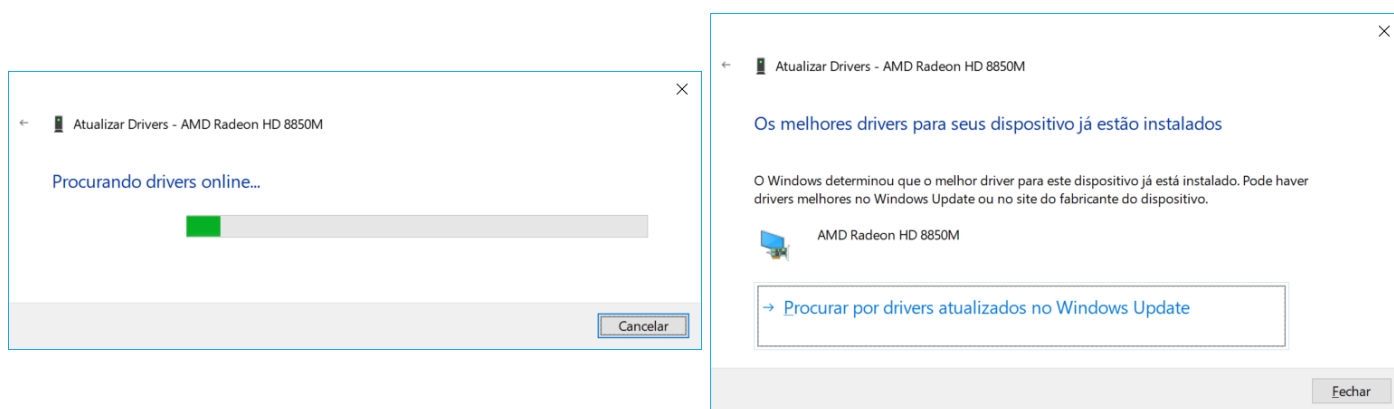 Atualizar Drivers - AMD Radeon HD 8850M
Procurando drivers online...
Cancelar
Atualizar Drivers - AMD Radeon HD 8850M
Os melhores drivers para seus dispositivo já estão instalados
O Windows determinou que o melhor driver para este dispositivo já está instalado. Pode haver
drivers melhores no Windows Update ou no site do fabricante do dispositivo.
AMD Radeon HD 8850M
Procurar por drivers atualizados no Windows Update
Fechar